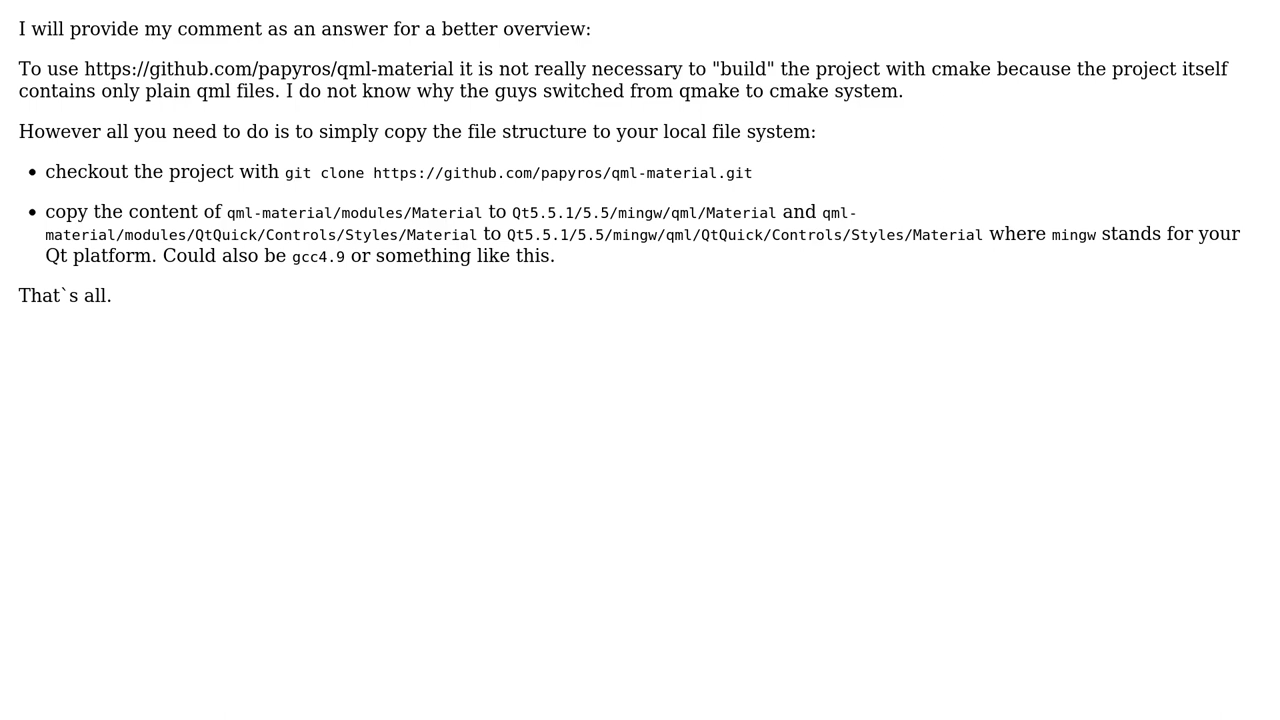 I will provide my comment as an answer for a better overview:
To use https://github.com/papyros/qml-material it is not really necessary to "build" the project with cmake because the project itself
contains only plain qml files. I do not know why the guys switched from qmake to cmake system.
However all you need to do is to simply copy the file structure to your local file system:
• checkout the project with git clone https://github.com/papyros/qml-material.git
• copy the content of qml-material/modules/Material to Qt5.5.1/5.5/mingw/qml/Material and qml-
material/modules/QtQuick/Controls/Styles/Material to Qt5.5.1/5.5/mingw/qml/QtQuick/Controls/Styles/Material where mingw stands for your
Qt platform. Could also be gcc4.9 or something like this.
That`s all.